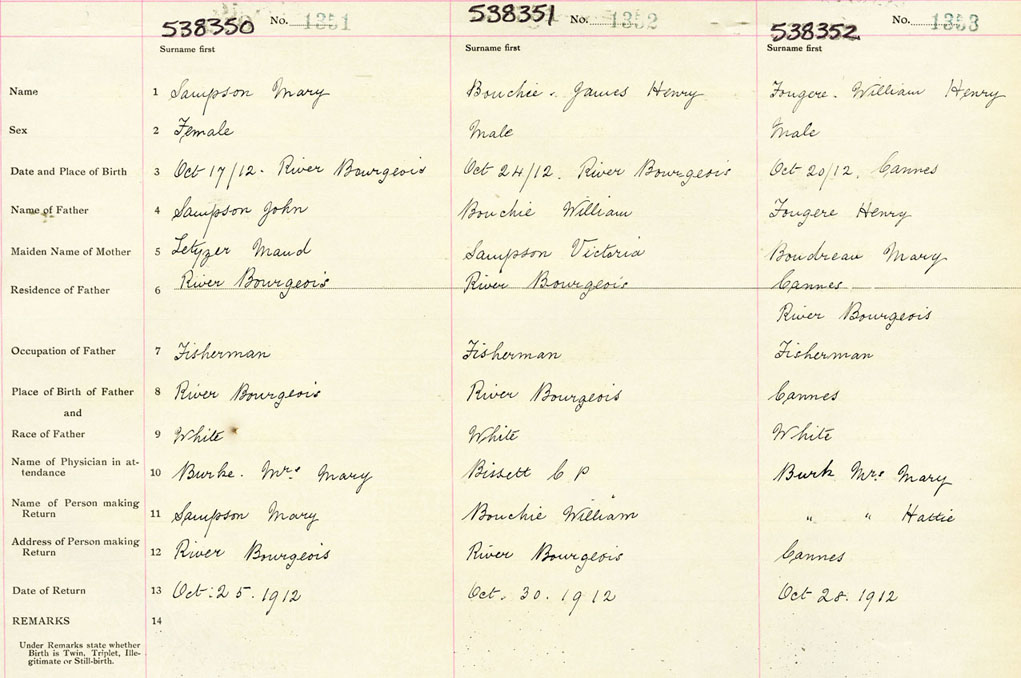 538350 No. 1351 538351 No. 1352 538352 No. 1353
Surname first Surname first Surname first
Name 1 Sampson Mary Bouchie. James Henry Fougere. William Henry
Sex 2 Female Male Male
Date and Place of Birth 3 Oct 17/12. River Bourgeois Oct 24/12. River Bourgeois Oct 20/12. Cannes
Name of Father 4 Sampson John Bouchie William Fougere Henry
Maiden Name of Mother 5 Maud Sampson Victoria Boudreau Mary
Residence of Father 6 River Bourgeois River Bourgeois Cannes
River Bourgeois
Occupation of Father 7 Fisherman Fisherman Fisherman
Place of Birth of Father 8 River Bourgeois River Bourgeois Cannes
and
Race of Father 9 White White White
Name of Physician in at-
tendance 10 Burke. Mrs Mary Bissett C P Burk Mrs Mary
Name of Person making
Return 11 Sampson Mary Bouchie William " " Hattie
Address of Person making
Return 12 River Bourgeois River Bourgeois Cannes
Date of Return 13 Oct. 25. 1912 Oct. 30. 1912 Oct 28. 1912
REMARKS 14
Under Remarks state whether
Birth is Twin, Triplet, Ille-
gitimate or Still-birth.